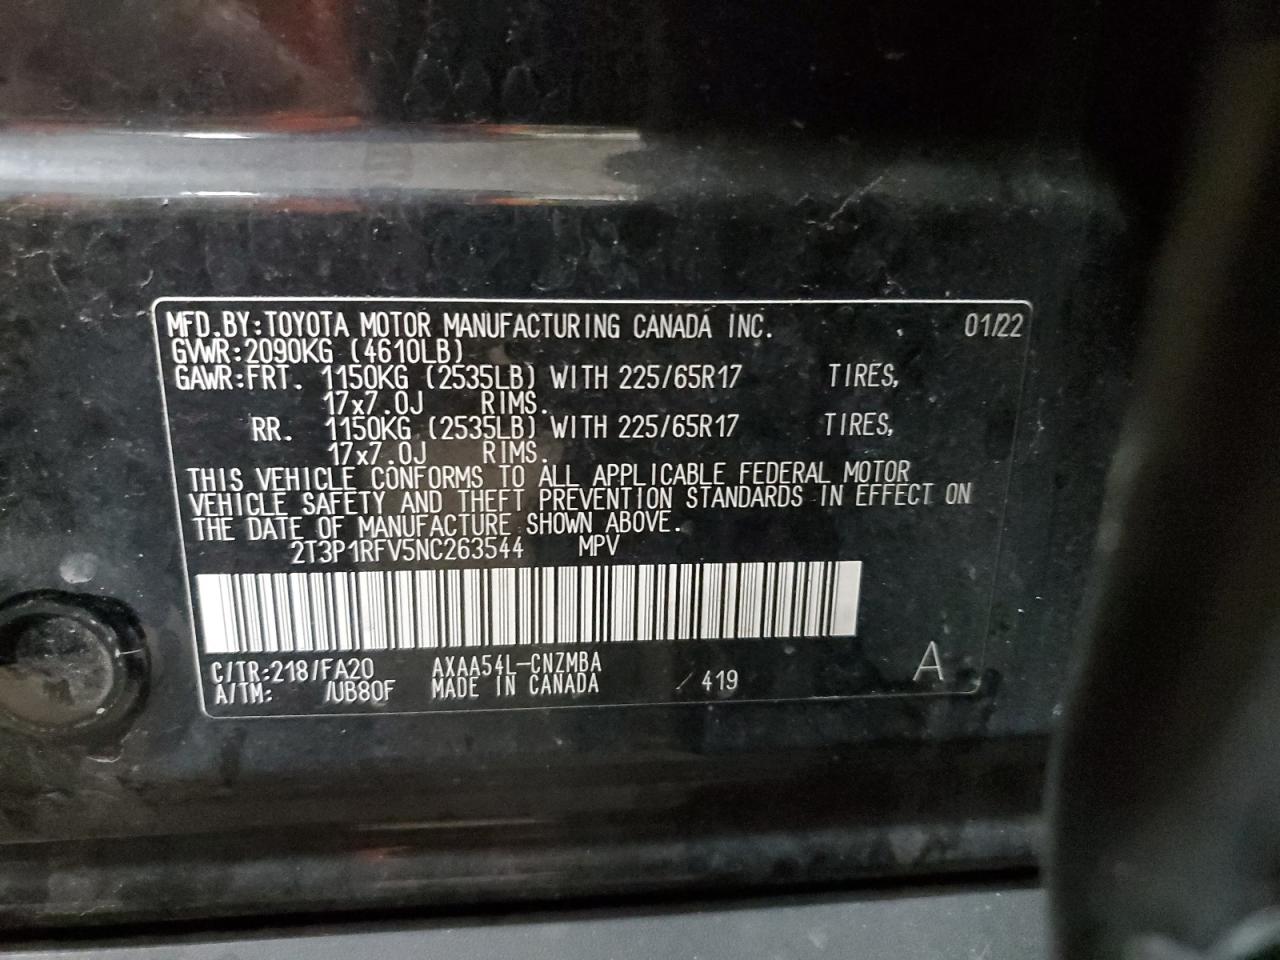 MFD.BY:TOYOTA MOTOR MANUFACTURING CANADA INC. 01/22
GVWR:2090KG (4610LB)
GAWR:FRT. 1150KG (2535LB) WITH 225/65R17 TIRES,
17x7.0J RIMS.
RR. 1150KG (2535LB) WITH 225/65R17 TIRES,
17x7.0J RIMS.
THIS VEHICLE CONFORMS TO ALL APPLICABLE FEDERAL MOTOR
VEHICLE SAFETY AND THEFT PREVENTION STANDARDS IN EFFECT ON
THE DATE OF MANUFACTURE SHOWN ABOVE.
2T3P1RFV5NC263544 MPV
C/TR:218/FA20 AXAA54L-CNZMBA A
A/TM: /UB80F MADE IN CANADA / 419